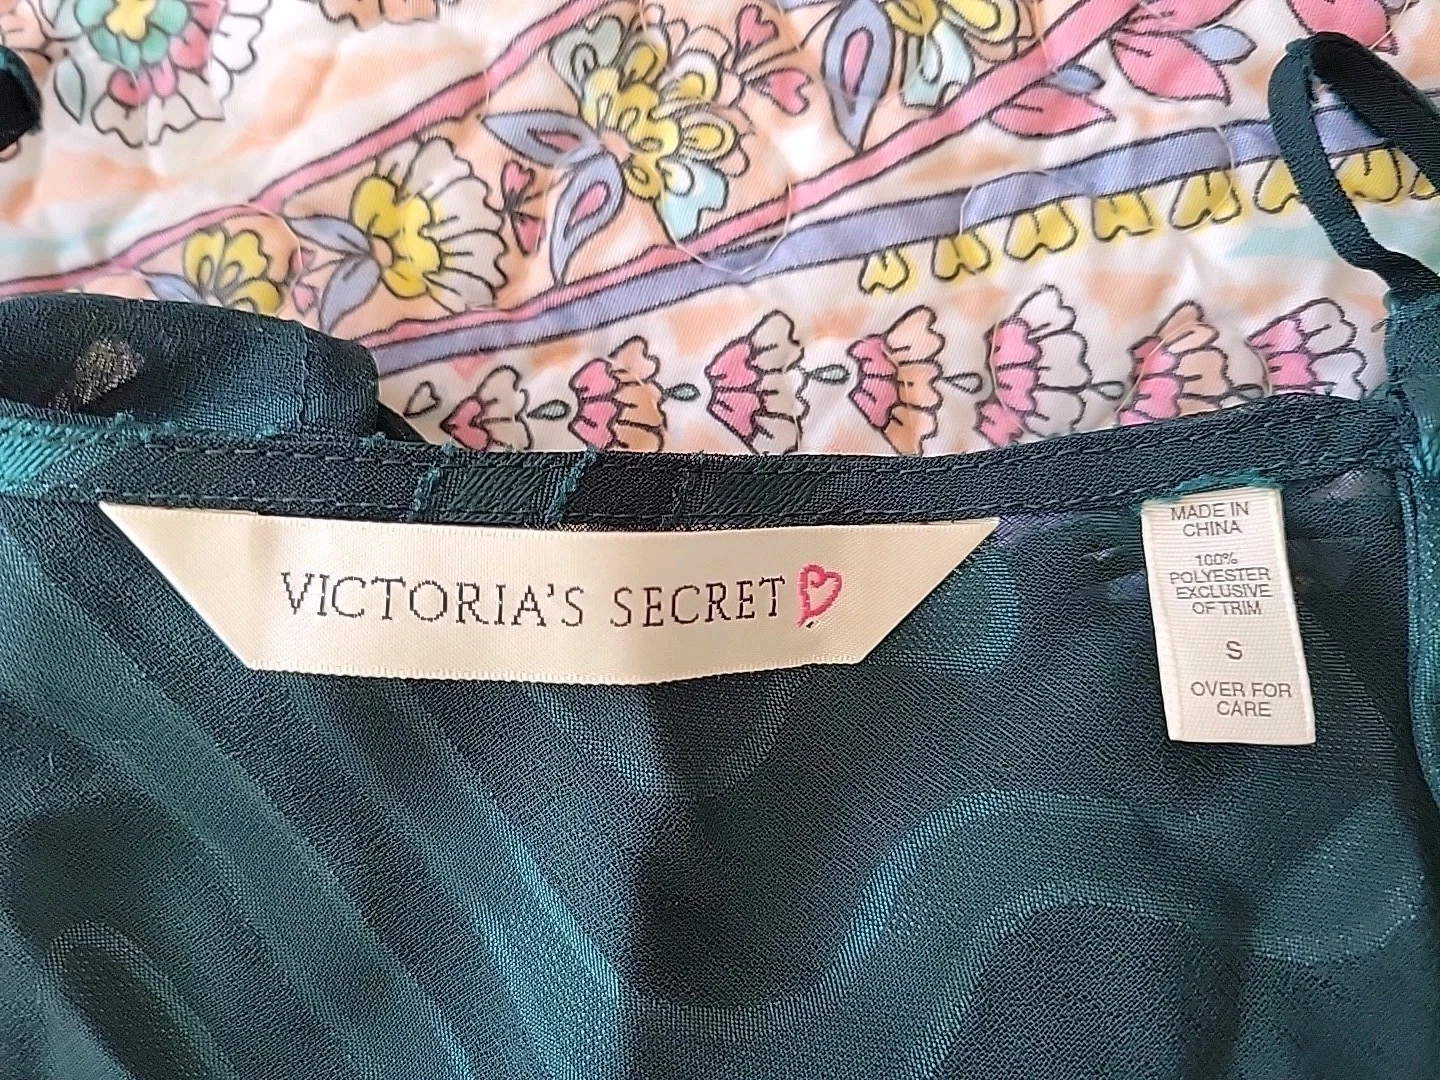 VICTORIA'S SECRET
MADE IN
CHINA
100%
POLYESTER
EXCLUSIVE
OF TRIM
S
OVER FOR
CARE